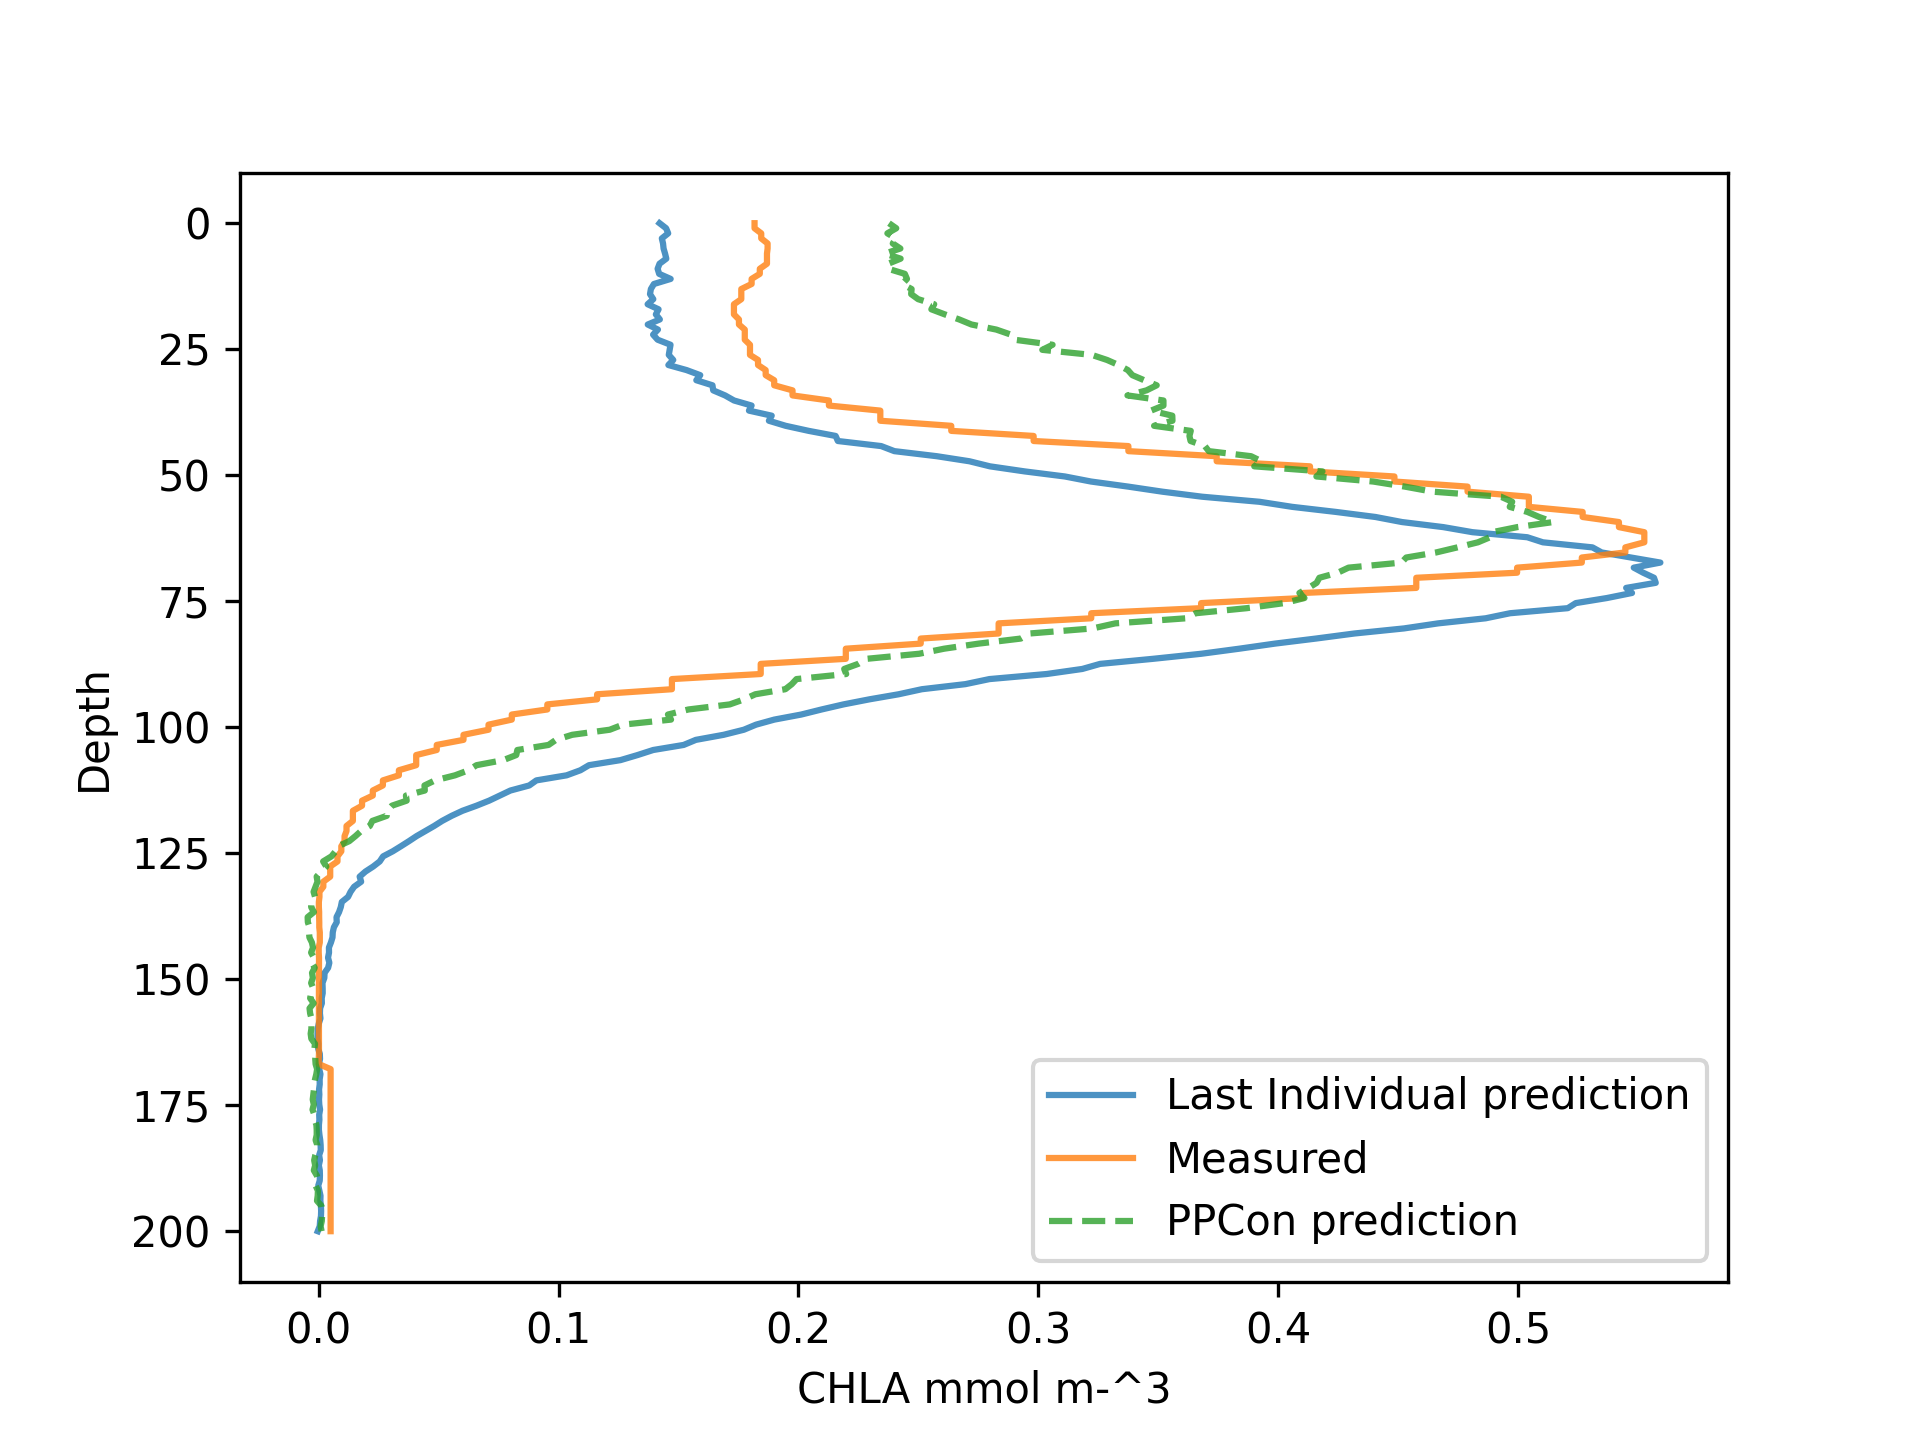 0
25
50
75
100
125
150
175
200
Depth
0.0 0.1 0.2 0.3 0.4 0.5
CHLA mmol m-^3
Last Individual prediction
Measured
PPCon prediction